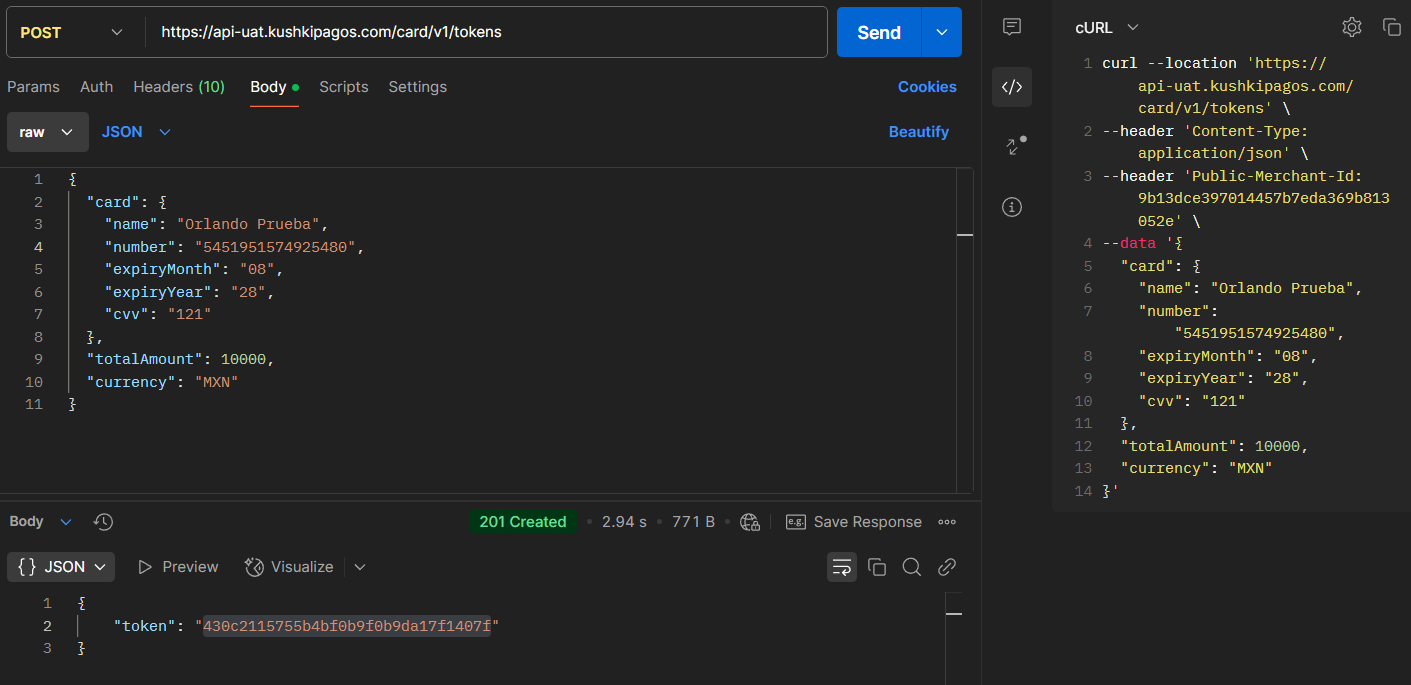 POST
https://api-uat.kushkipagos.com/card/v1/tokens
Send
Params Auth Headers (10) Body Scripts Settings Cookies
raw JSON Beautify
1 {
2 "card": {
3 "name": "Orlando Prueba",
4 "number": "5451951574925480",
5 "expiryMonth": "08",
6 "expiryYear": "28",
7 "cvv": "121"
8 },
9 "totalAmount": 10000,
10 "currency": "MXN"
11 }
Body 201 Created • 2.94 s • 771 B • e.g. Save Response
{} JSON Preview Visualize
1 {
2 "token": "430c2115755b4bf0b9f0b9da17f1407f"
3 }
cURL
1 curl --location 'https://
api-uat.kushkipagos.com/
card/v1/tokens' \
2 --header 'Content-Type:
application/json' \
3 --header 'Public-Merchant-Id:
9b13dce397014457b7eda369b813
052e' \
4 --data '{
5 "card": {
6 "name": "Orlando Prueba",
7 "number":
"5451951574925480",
8 "expiryMonth": "08",
9 "expiryYear": "28",
10 "cvv": "121"
11 },
12 "totalAmount": 10000,
13 "currency": "MXN"
14 }'